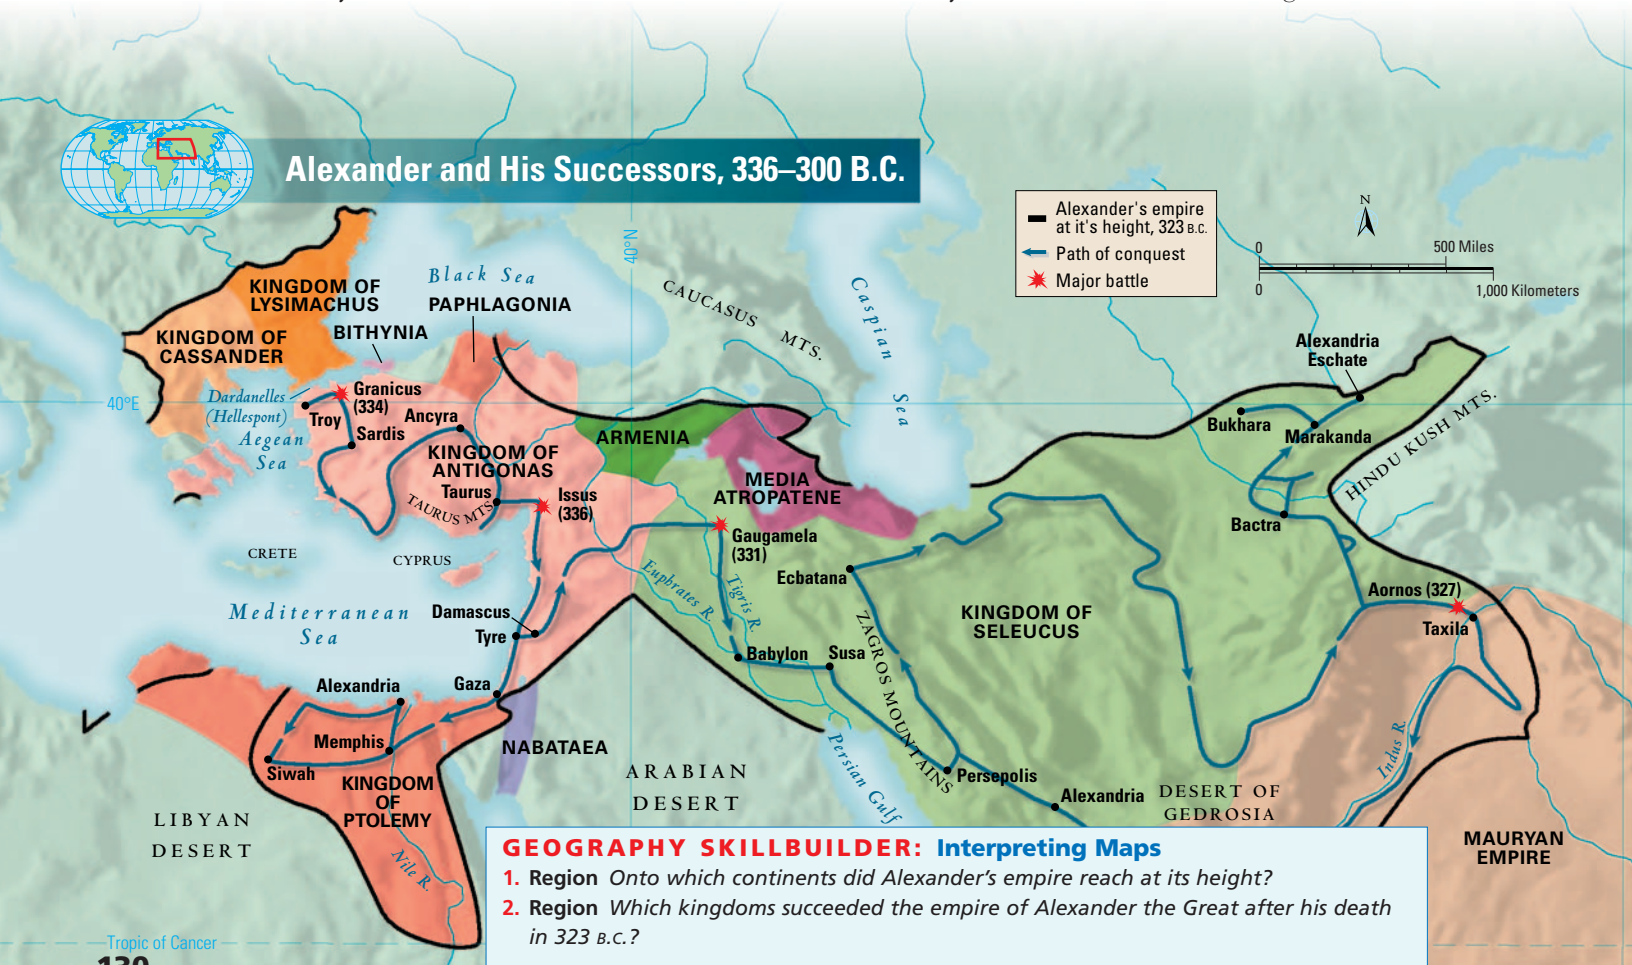 Alexander and His Successors, 336–300 B.C.
Alexander's empire
at it's height, 323 B.C.
Path of conquest
Major battle
N
0
500 Miles
0
1,000 Kilometers
40°N
40°E
Tropic of Cancer
KINGDOM OF
LYSIMACHUS
KINGDOM OF
CASSANDER
BITHYNIA
Black Sea
PAPHLAGONIA
CAUCASUS MTS.
Caspian Sea
Dardanelles
(Hellespont)
Aegean
Sea
Granicus
(334)
Troy
Sardis
Ancyra
KINGDOM OF
ANTIGONAS
Taurus
TAURUS MTS.
Issus
(336)
ARMENIA
MEDIA
ATROPATENE
Gaugamela
(331)
Ecbatana
Euphrates R.
Tigris R.
CRETE
CYPRUS
Mediterranean
Sea
Damascus
Tyre
Gaza
Alexandria
Memphis
Siwah
KINGDOM
OF
PTOLEMY
Nile R.
LIBYAN
DESERT
NABATAEA
ARABIAN
DESERT
Babylon
Susa
ZAGROS MOUNTAINS
Persian Gulf
Persepolis
Alexandria
KINGDOM OF
SELEUCUS
DESERT OF
GEDROSIA
Alexandria
Eschate
Bukhara
Marakanda
HINDU KUSH MTS.
Bactra
Aornos (327)
Taxila
Indus R.
MAURYAN
EMPIRE
GEOGRAPHY SKILLBUILDER: Interpreting Maps
1. Region Onto which continents did Alexander's empire reach at its height?
2. Region Which kingdoms succeeded the empire of Alexander the Great after his death
in 323 B.C.?